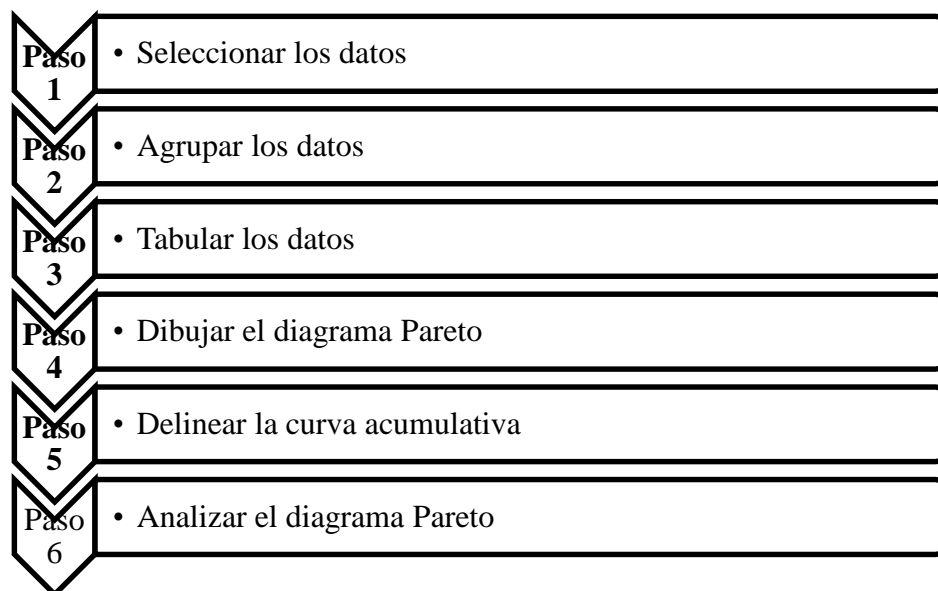 Paso
1
• Seleccionar los datos
Paso
2
• Agrupar los datos
Paso
3
• Tabular los datos
Paso
4
• Dibujar el diagrama Pareto
Paso
5
• Delinear la curva acumulativa
Paso
6
• Analizar el diagrama Pareto